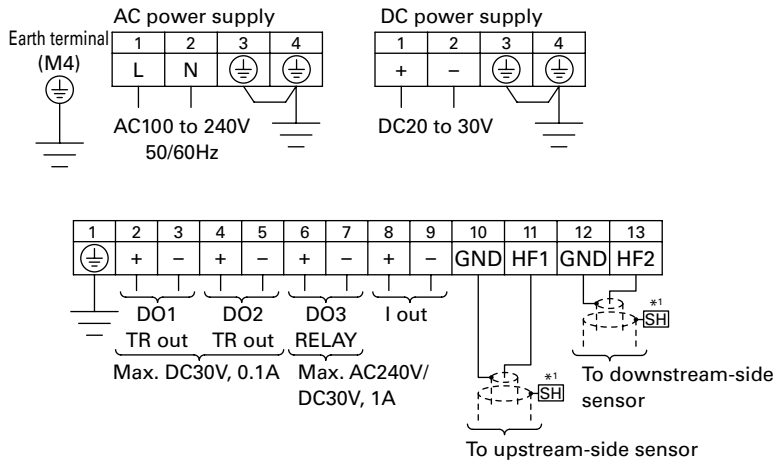 AC power supply
DC power supply
Earth terminal
(M4)
1 2 3 4
L N
AC100 to 240V
50/60Hz
1 2 3 4
+ −
DC20 to 30V
1 2 3 4 5 6 7 8 9 10 11 12 13
+ − + − + − + − GND HF1 GND HF2
DO1 DO2 DO3 I out
TR out TR out RELAY
Max. DC30V, 0.1A
Max. AC240V/
DC30V, 1A
*1
SH
To upstream-side sensor
*1
SH
To downstream-side
sensor